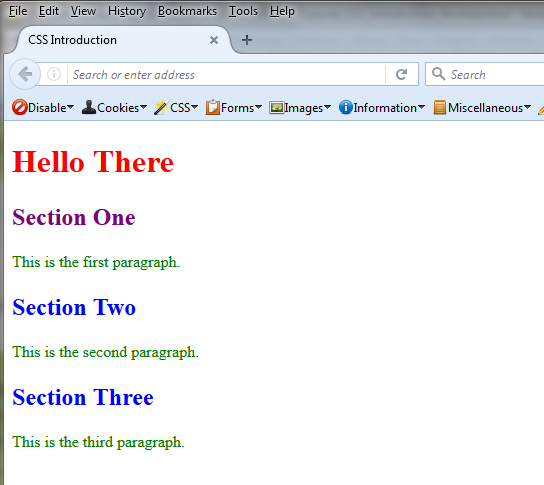 File Edit View History Bookmarks Tools Help
CSS Introduction
Search or enter address Search
Disable Cookies CSS Forms Images Information Miscellaneous
Hello There
Section One
This is the first paragraph.
Section Two
This is the second paragraph.
Section Three
This is the third paragraph.